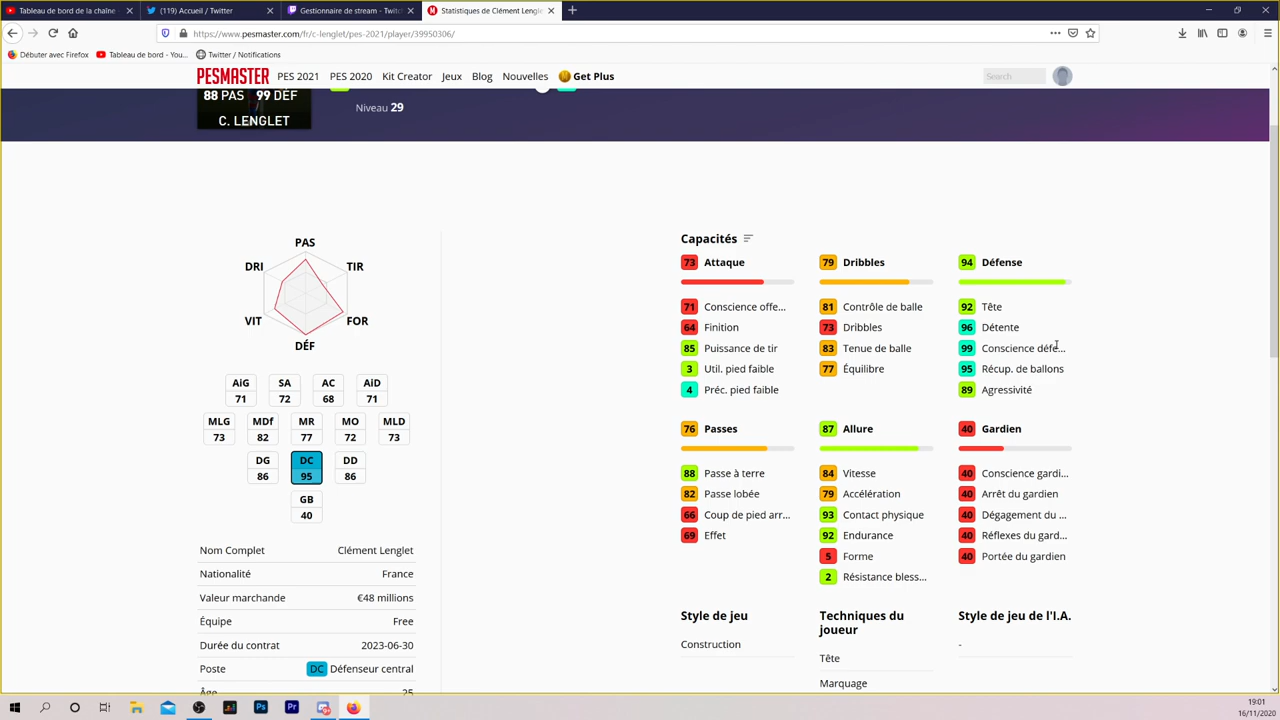 Tableau de bord de la chaîne
(119) Accueil / Twitter
Gestionnaire de stream - Twitch
Statistiques de Clément Lengle
https://www.pesmaster.com/fr/c-lenglet/pes-2021/player/39950306/
Débuter avec Firefox
Tableau de bord - You...
Twitter / Notifications
PESMASTER
PES 2021
PES 2020
Kit Creator
Jeux
Blog
Nouvelles
Get Plus
Search
88 PAS 99 DÉF
C. LENGLET
Niveau 29
PAS
DRI
TIR
VIT
FOR
DÉF
AiG
71
SA
72
AC
68
AiD
71
MLG
73
MDf
82
MR
77
MO
72
MLD
73
DG
86
DC
95
DD
86
GB
40
Nom Complet Clément Lenglet
Nationalité France
Valeur marchande €48 millions
Équipe Free
Durée du contrat 2023-06-30
Poste DC Défenseur central
Âge 25
Capacités
73 Attaque
71 Conscience offe...
64 Finition
85 Puissance de tir
3 Util. pied faible
4 Préc. pied faible
79 Dribbles
81 Contrôle de balle
73 Dribbles
83 Tenue de balle
77 Équilibre
94 Défense
92 Tête
96 Détente
99 Conscience défe...
95 Récup. de ballons
89 Agressivité
76 Passes
88 Passe à terre
82 Passe lobée
66 Coup de pied arr...
69 Effet
87 Allure
84 Vitesse
79 Accélération
93 Contact physique
92 Endurance
5 Forme
2 Résistance bless...
40 Gardien
40 Conscience gardi...
40 Arrêt du gardien
40 Dégagement du ...
40 Réflexes du gard...
40 Portée du gardien
Style de jeu
Construction
Techniques du
joueur
Tête
Marquage
Style de jeu de l'I.A.
-
19:01
16/11/2020